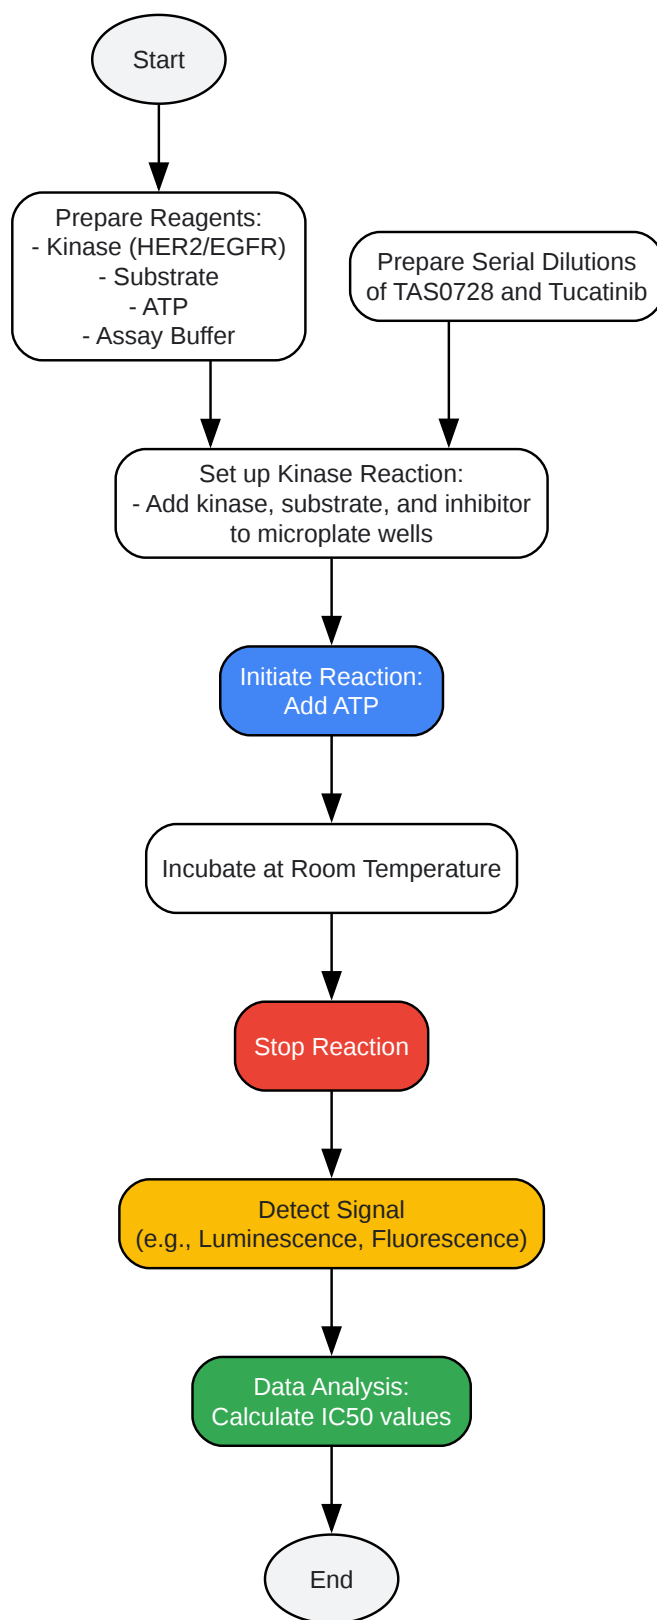 Start
Prepare Reagents:
- Kinase (HER2/EGFR)
- Substrate
- ATP
- Assay Buffer
Prepare Serial Dilutions
of TAS0728 and Tucatinib
Set up Kinase Reaction:
- Add kinase, substrate, and inhibitor
to microplate wells
Initiate Reaction:
Add ATP
Incubate at Room Temperature
Stop Reaction
Detect Signal
(e.g., Luminescence, Fluorescence)
Data Analysis:
Calculate IC50 values
End